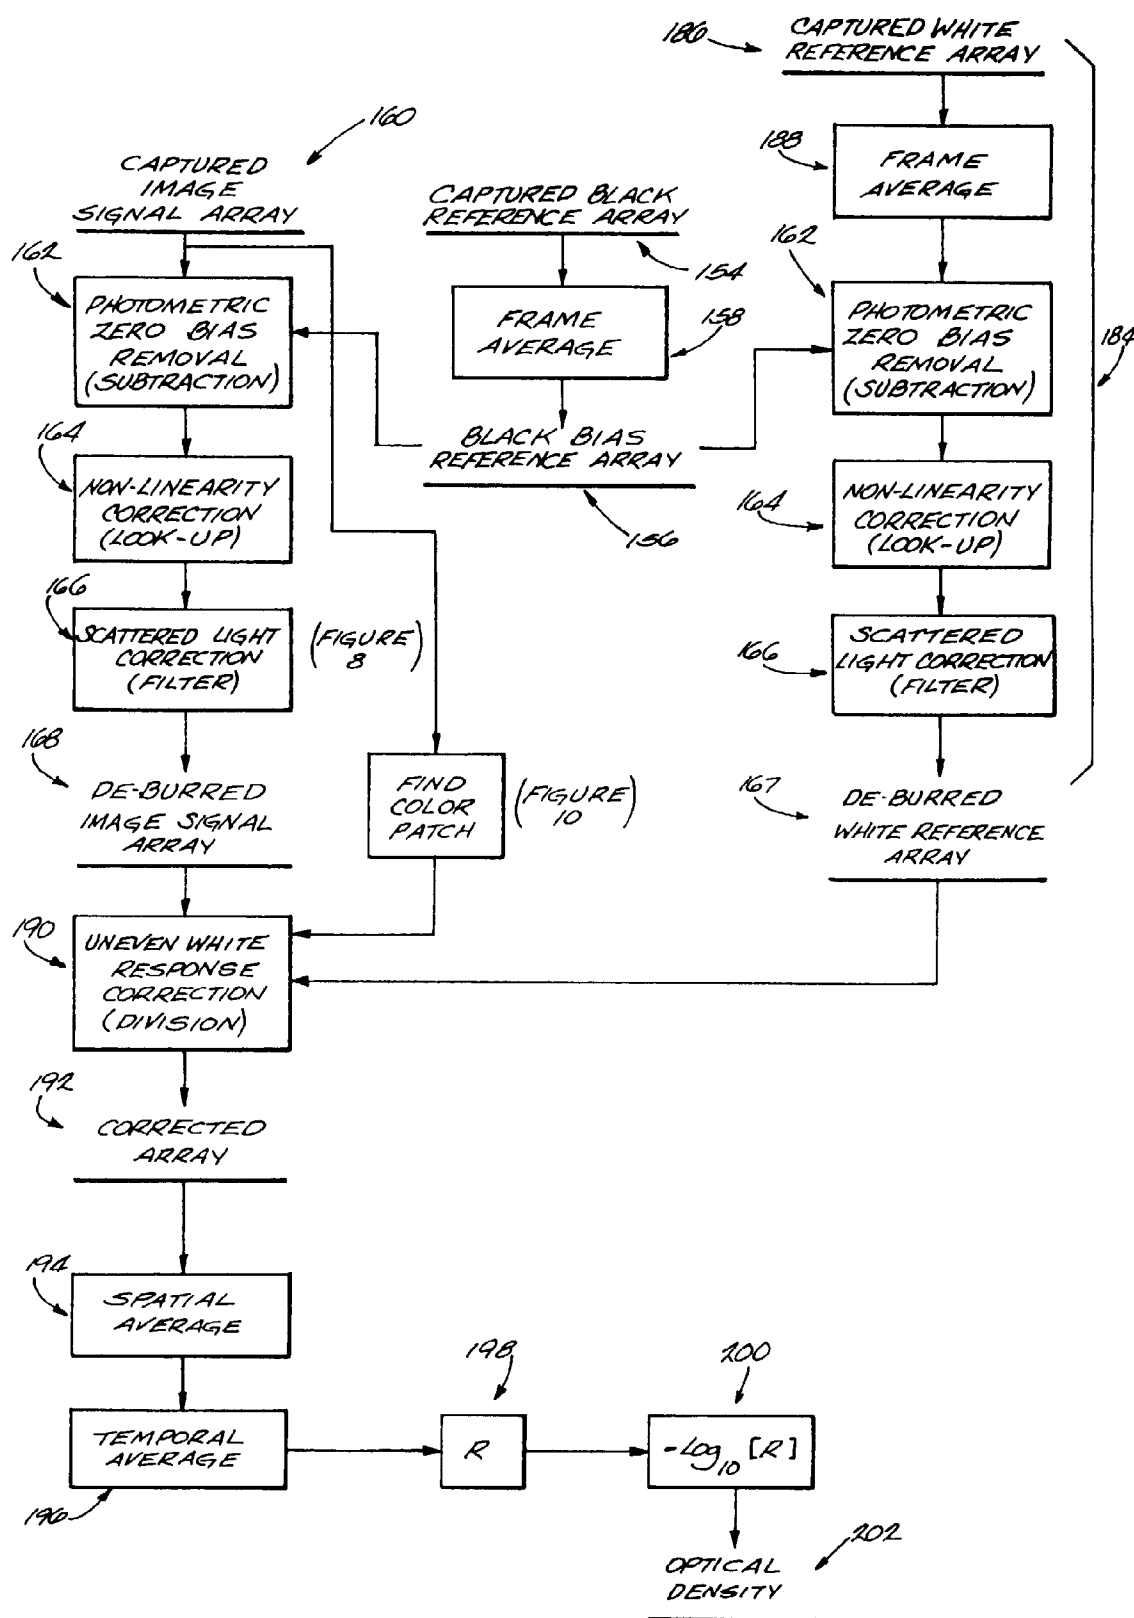 186
CAPTURED WHITE
REFERENCE ARRAY
160
188
FRAME
AVERAGE
CAPTURED
IMAGE
SIGNAL ARRAY
CAPTURED BLACK
REFERENCE ARRAY
154
162
PHOTOMETRIC
ZERO BIAS
REMOVAL
(SUBTRACTION)
FRAME
AVERAGE
158
162
PHOTOMETRIC
ZERO BIAS
REMOVAL
(SUBTRACTION)
184
BLACK BIAS
REFERENCE ARRAY
156
164
NON-LINEARITY
CORRECTION
(LOOK-UP)
164
NON-LINEARITY
CORRECTION
(LOOK-UP)
166
SCATTERED LIGHT
CORRECTION
(FILTER)
(FIGURE
8)
166
SCATTERED
LIGHT CORRECTION
(FILTER)
168
DE-BURRED
IMAGE SIGNAL
ARRAY
FIND
COLOR
PATCH
(FIGURE
10)
167
DE-BURRED
WHITE REFERENCE
ARRAY
190
UNEVEN WHITE
RESPONSE
CORRECTION
(DIVISION)
192
CORRECTED
ARRAY
194
SPATIAL
AVERAGE
TEMPORAL
AVERAGE
196
198
R
200
-Log10 [R]
202
OPTICAL
DENSITY